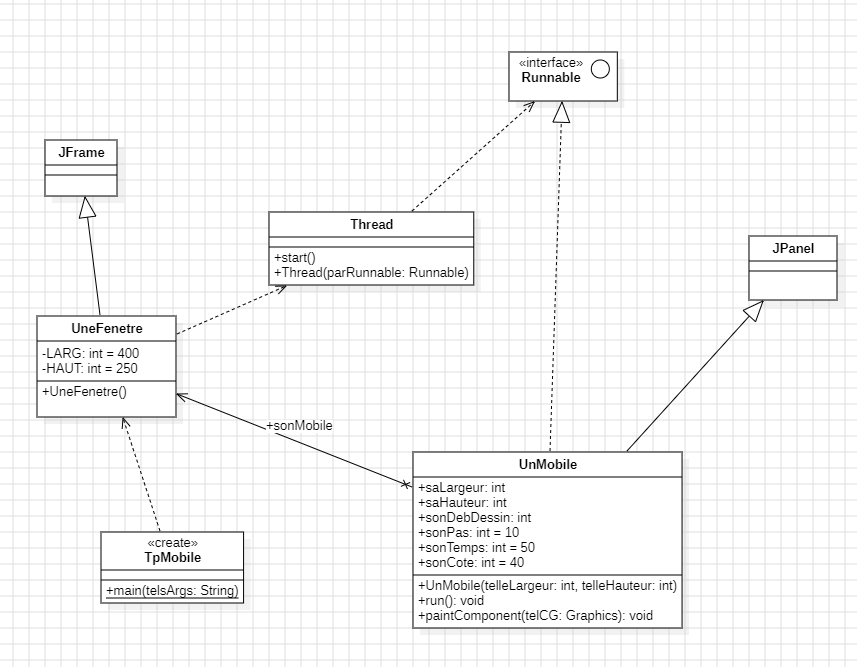 «interface»
Runnable
JFrame
Thread
+start()
+Thread(parRunnable: Runnable)
JPanel
UneFenetre
-LARG: int = 400
-HAUT: int = 250
+UneFenetre()
+sonMobile
UnMobile
+saLargeur: int
+saHauteur: int
+sonDebDessin: int
+sonPas: int = 10
+sonTemps: int = 50
+sonCote: int = 40
+UnMobile(telleLargeur: int, telleHauteur: int)
+run(): void
+paintComponent(telCG: Graphics): void
«create»
TpMobile
+main(telsArgs: String)